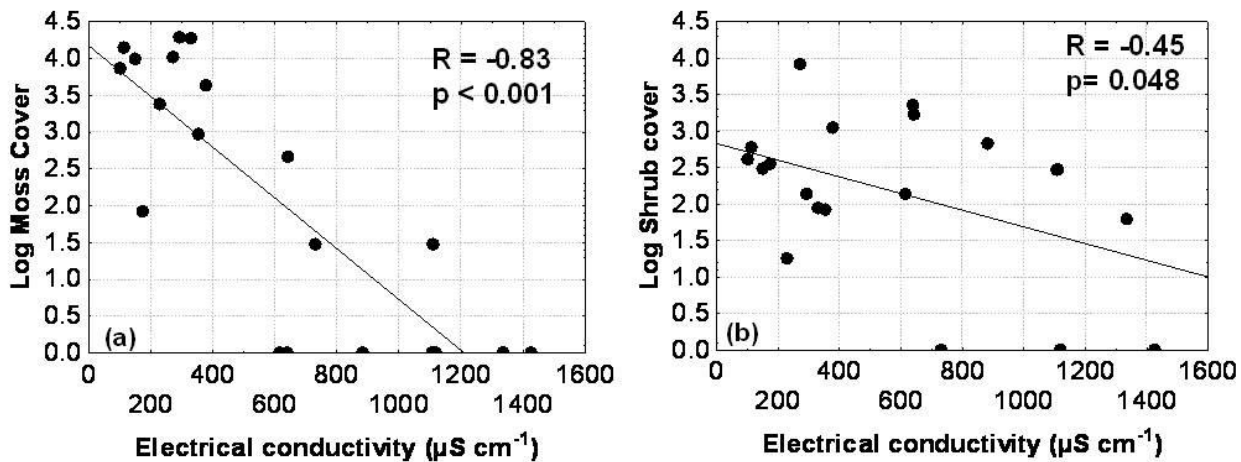 4.5
4.0
3.5
3.0
2.5
2.0
1.5
1.0
0.5
0.0
Log Moss Cover
R = -0.83
p < 0.001
(a)
0 400 800 1200 1600
200 600 1000 1400
Electrical conductivity (µS cm⁻¹)
4.5
4.0
3.5
3.0
2.5
2.0
1.5
1.0
0.5
0.0
Log Shrub cover
R = -0.45
p= 0.048
(b)
0 400 800 1200 1600
200 600 1000 1400
Electrical conductivity (µS cm⁻¹)